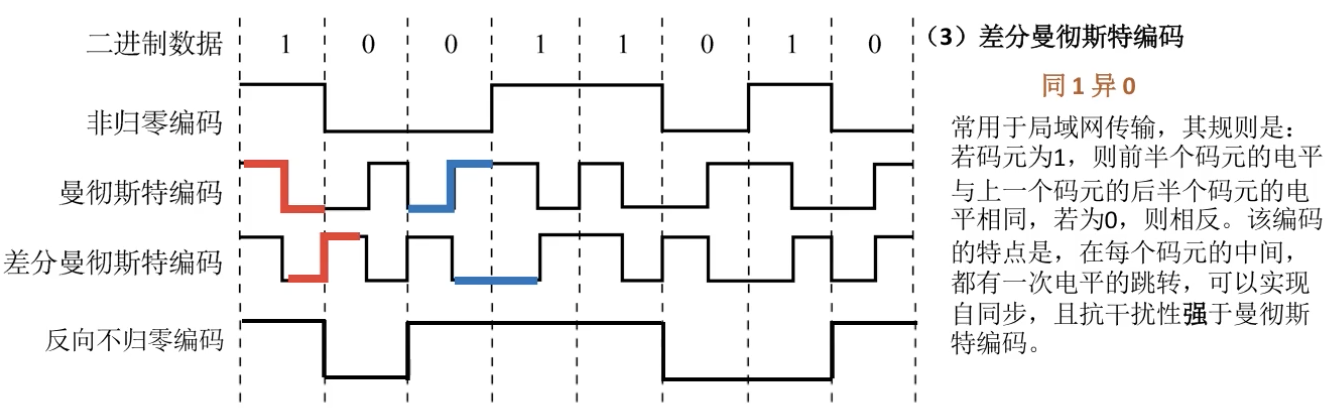 二进制数据 1 0 0 1 1 0 1 0
非归零编码
曼彻斯特编码
差分曼彻斯特编码
反向不归零编码
（3）差分曼彻斯特编码
同1异0
常用于局域网传输，其规则是：
若码元为1，则前半个码元的电平
与上一个码元的后半个码元的电
平相同，若为0，则相反。该编码
的特点是，在每个码元的中间，
都有一次电平的跳转，可以实现
自同步，且抗干扰性强于曼彻斯
特编码。